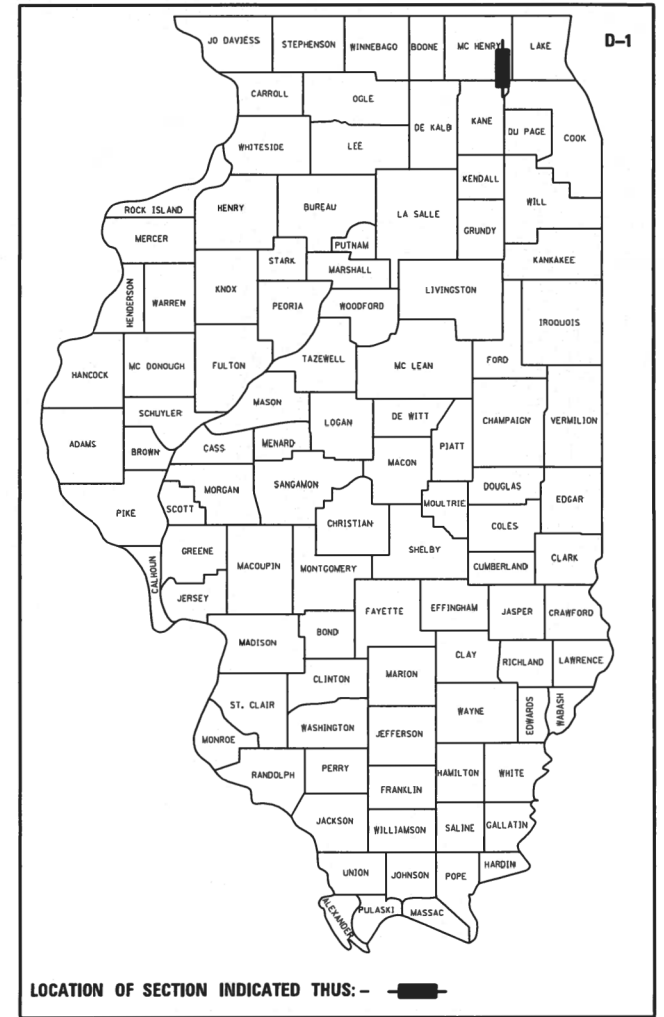 D-1
JO DAVIESS
STEPHENSON
WINNEBAGO
BOONE
MC HENRY
LAKE
CARROLL
OGLE
DE KALB
KANE
DU PAGE
COOK
WHITESIDE
LEE
KENDALL
WILL
ROCK ISLAND
HENRY
BUREAU
LA SALLE
GRUNDY
MERCER
PUTNAM
KANKAKEE
STARK
MARSHALL
HENDERSON
WARREN
KNOX
PEORIA
WOODFORD
LIVINGSTON
IROQUOIS
HANCOCK
MC DONOUGH
FULTON
TAZEWELL
MC LEAN
FORD
MASON
SCHUYLER
LOGAN
DE WITT
CHAMPAIGN
VERMILION
ADAMS
BROWN
CASS
MENARD
PIATT
MACON
PIKE
SCOTT
MORGAN
SANGAMON
MOULTRIE
DOUGLAS
EDGAR
CHRISTIAN
COLES
CALHOUN
GREENE
MACOUPIN
MONTGOMERY
SHELBY
CUMBERLAND
CLARK
JERSEY
FAYETTE
EFFINGHAM
JASPER
CRAWFORD
MADISON
BOND
CLAY
RICHLAND
LAWRENCE
CLINTON
MARION
ST. CLAIR
WAYNE
EDWARDS
WABASH
WASHINGTON
JEFFERSON
MONROE
RANDOLPH
PERRY
HAMILTON
WHITE
FRANKLIN
JACKSON
WILLIAMSON
SALINE
GALLATIN
UNION
JOHNSON
POPE
HARDIN
ALEXANDER
PULASKI
MASSAC
LOCATION OF SECTION INDICATED THUS: -